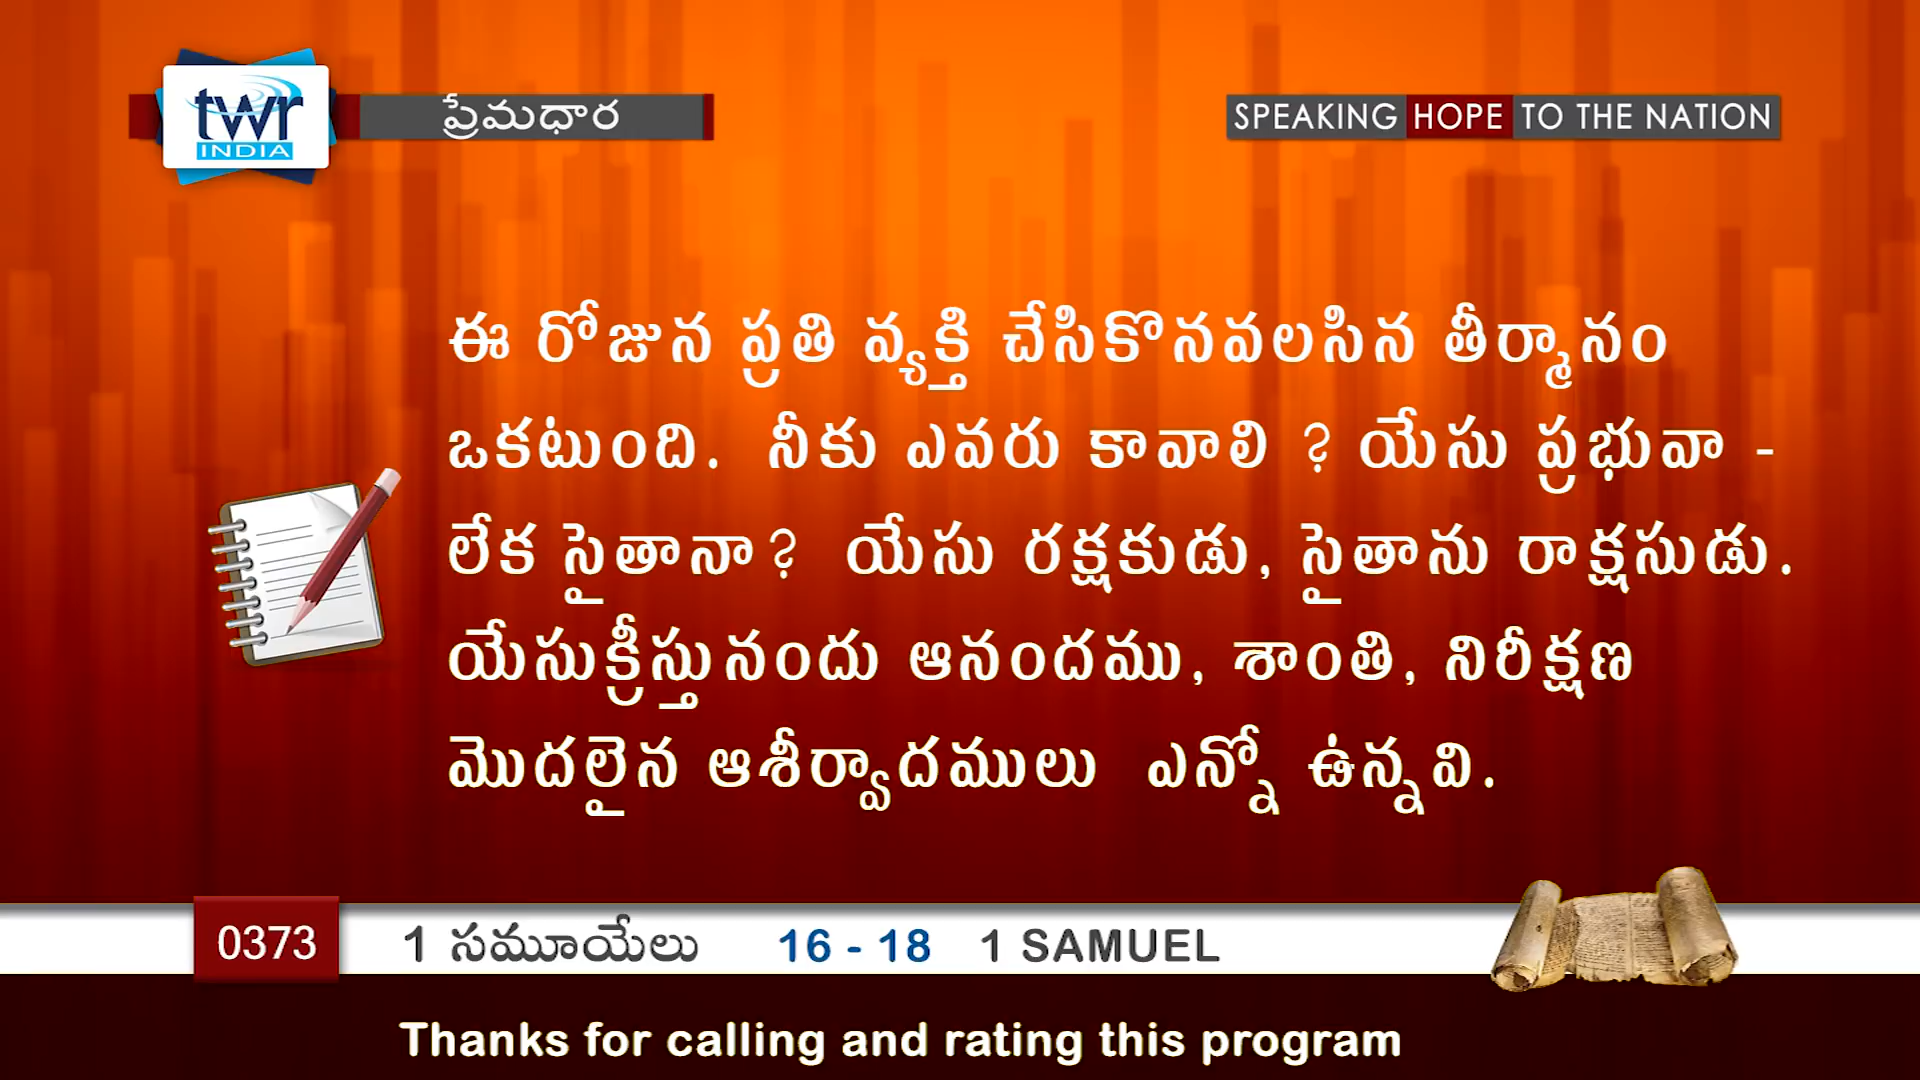 twr
INDIA
ప్రేమధార
SPEAKING HOPE TO THE NATION
ఈ రోజున ప్రతి వ్యక్తి చేసికొనవలసిన తీర్మానం
ఒకటుంది. నీకు ఎవరు కావాలి ? యేసు ప్రభువా -
లేక సైతానా? యేసు రక్షకుడు, సైతాను రాక్షసుడు.
యేసుక్రీస్తునందు ఆనందము, శాంతి, నిరీక్షణ
మొదలైన ఆశీర్వాదములు ఎన్నో ఉన్నవి.
0373 1 సమూయేలు 16 - 18 1 SAMUEL
Thanks for calling and rating this program